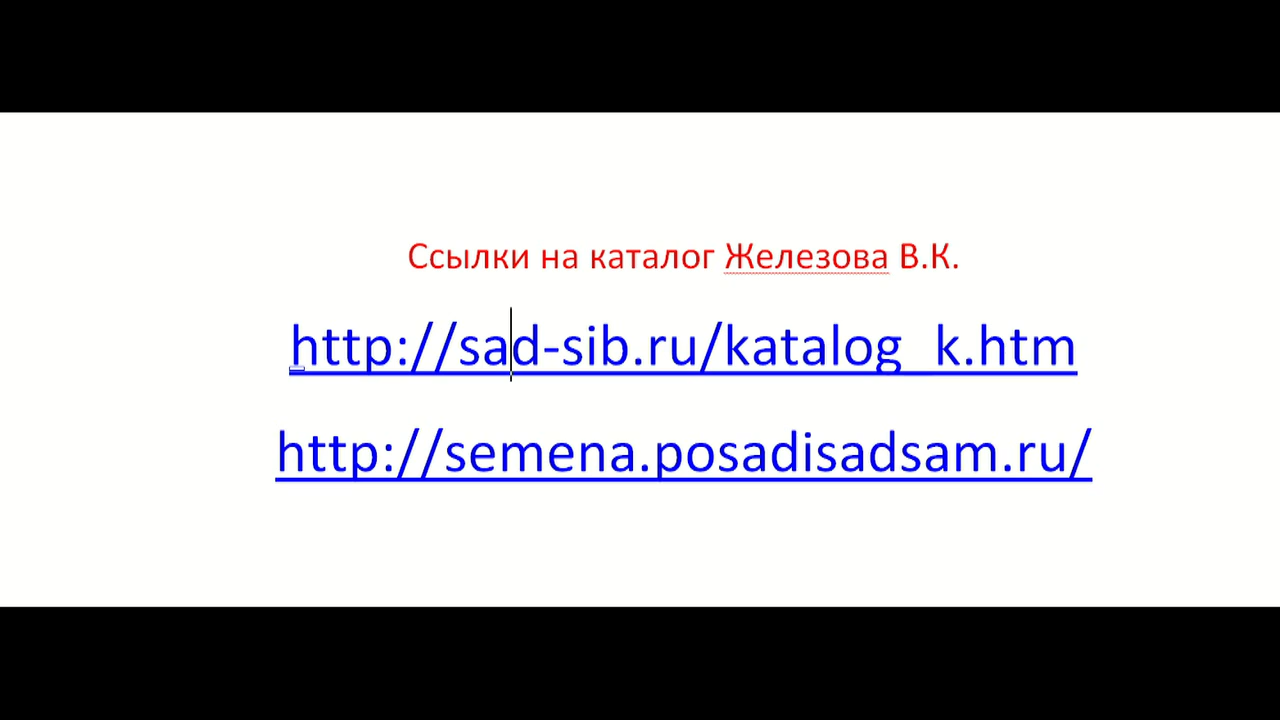 Ссылки на каталог Железова В.К.
http://sad-sib.ru/katalog_k.htm
http://semena.posadisadsam.ru/